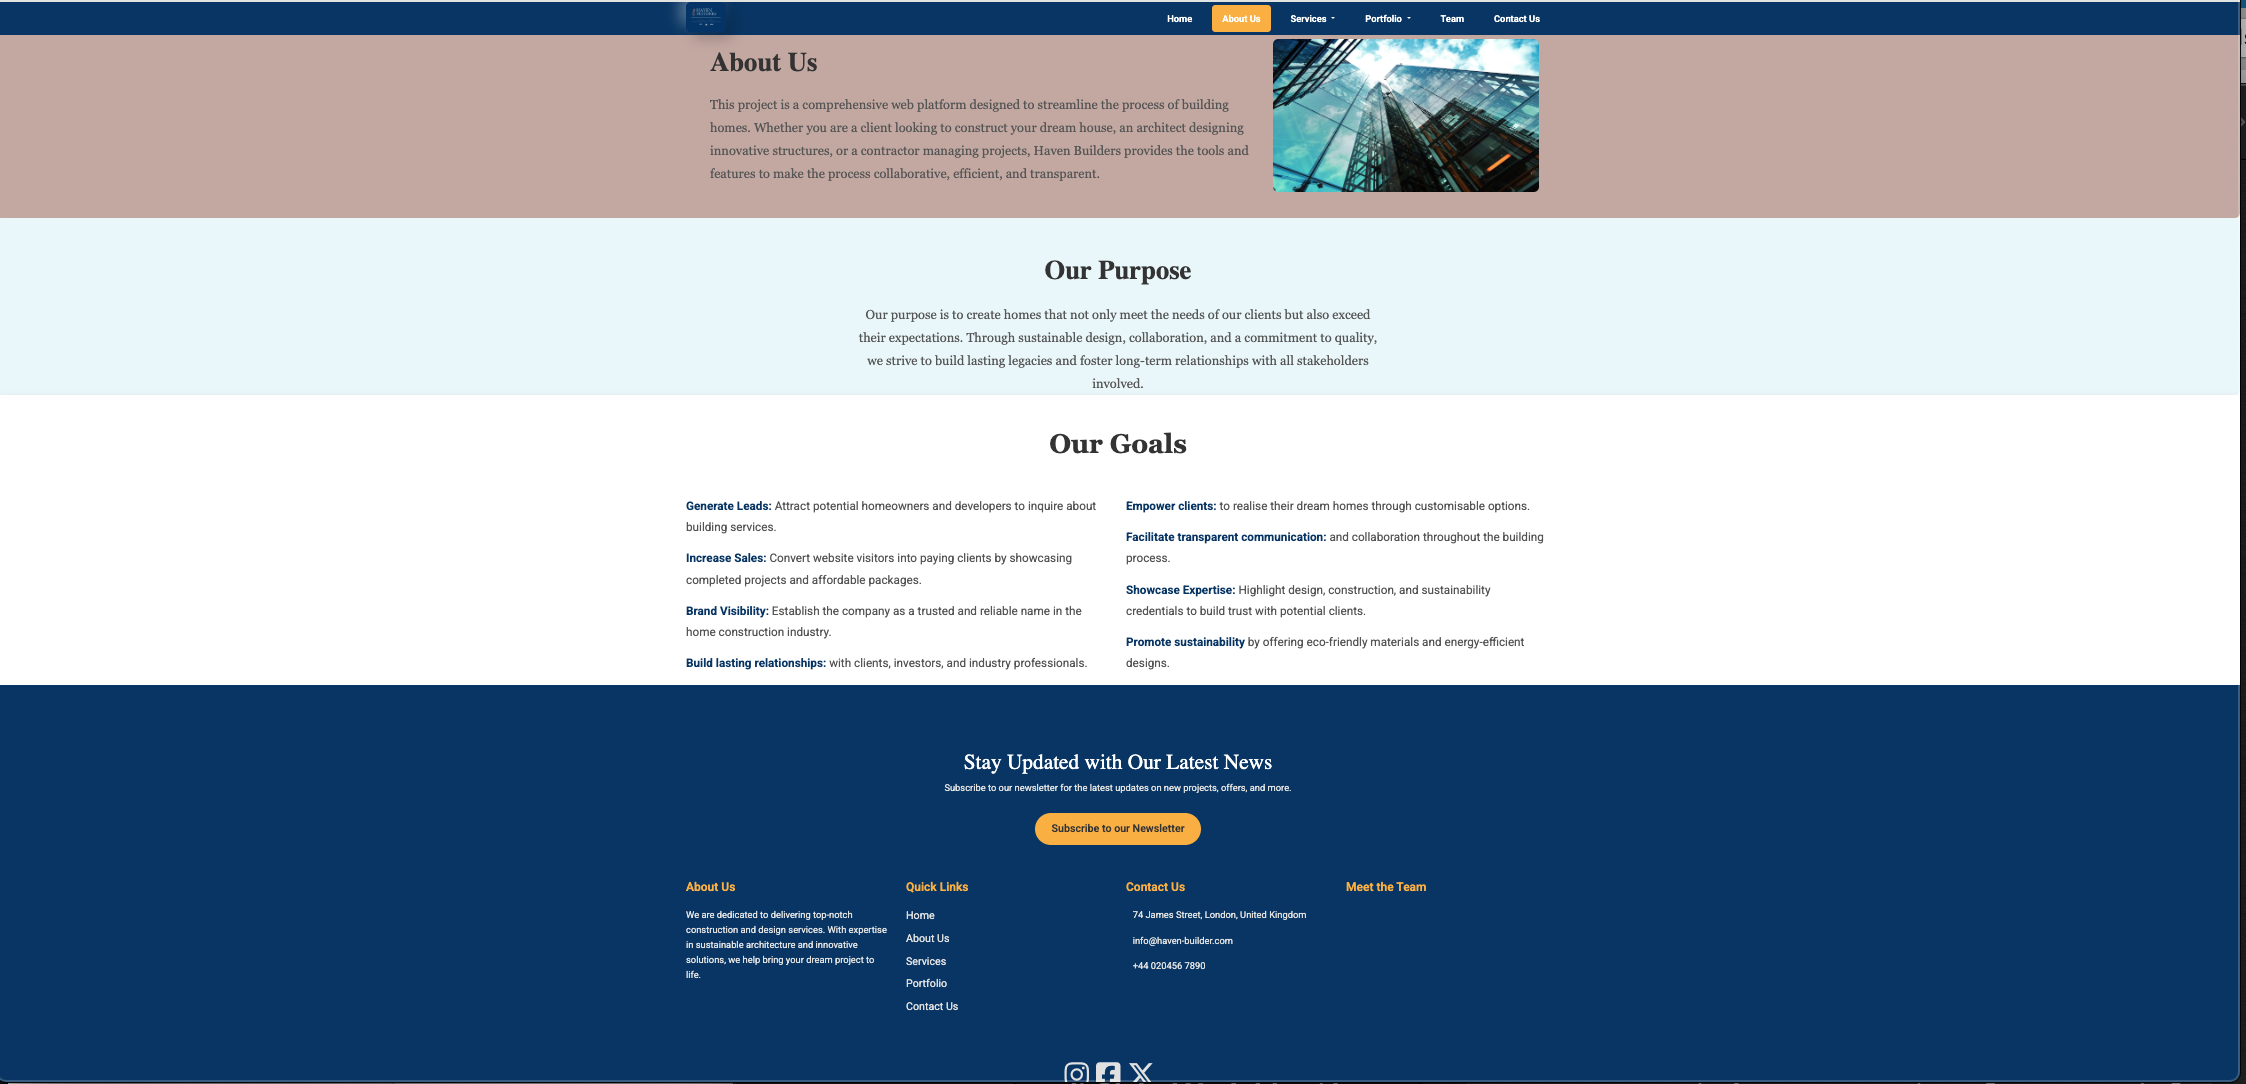 Home
About Us
Services
Portfolio
Team
Contact Us
About Us
This project is a comprehensive web platform designed to streamline the process of building
homes. Whether you are a client looking to construct your dream house, an architect designing
innovative structures, or a contractor managing projects, Haven Builders provides the tools and
features to make the process collaborative, efficient, and transparent.
Our Purpose
Our purpose is to create homes that not only meet the needs of our clients but also exceed
their expectations. Through sustainable design, collaboration, and a commitment to quality,
we strive to build lasting legacies and foster long-term relationships with all stakeholders
involved.
Our Goals
Generate Leads: Attract potential homeowners and developers to inquire about
building services.
Increase Sales: Convert website visitors into paying clients by showcasing
completed projects and affordable packages.
Brand Visibility: Establish the company as a trusted and reliable name in the
home construction industry.
Build lasting relationships: with clients, investors, and industry professionals.
Empower clients: to realise their dream homes through customisable options.
Facilitate transparent communication: and collaboration throughout the building
process.
Showcase Expertise: Highlight design, construction, and sustainability
credentials to build trust with potential clients.
Promote sustainability by offering eco-friendly materials and energy-efficient
designs.
Stay Updated with Our Latest News
Subscribe to our newsletter for the latest updates on new projects, offers, and more.
Subscribe to our Newsletter
About Us
We are dedicated to delivering top-notch
construction and design services. With expertise
in sustainable architecture and innovative
solutions, we help bring your dream project to
life.
Quick Links
Home
About Us
Services
Portfolio
Contact Us
Contact Us
74 James Street, London, United Kingdom
info@haven-builder.com
+44 020456 7890
Meet the Team